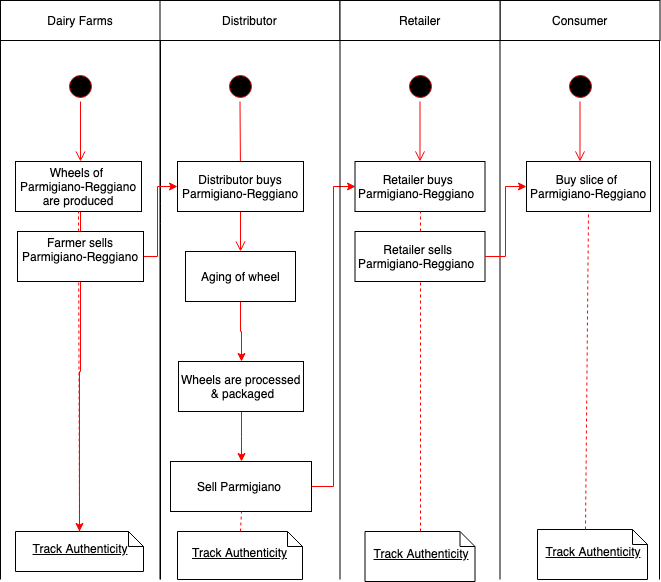 Dairy Farms
Distributor
Retailer
Consumer
Wheels of
Parmigiano-Reggiano
are produced
Farmer sells
Parmigiano-Reggiano
Distributor buys
Parmigiano-Reggiano
Aging of wheel
Wheels are processed
& packaged
Sell Parmigiano
Retailer buys
Parmigiano-Reggiano
Retailer sells
Parmigiano-Reggiano
Buy slice of
Parmigiano-Reggiano
Track Authenticity
Track Authenticity
Track Authenticity
Track Authenticity